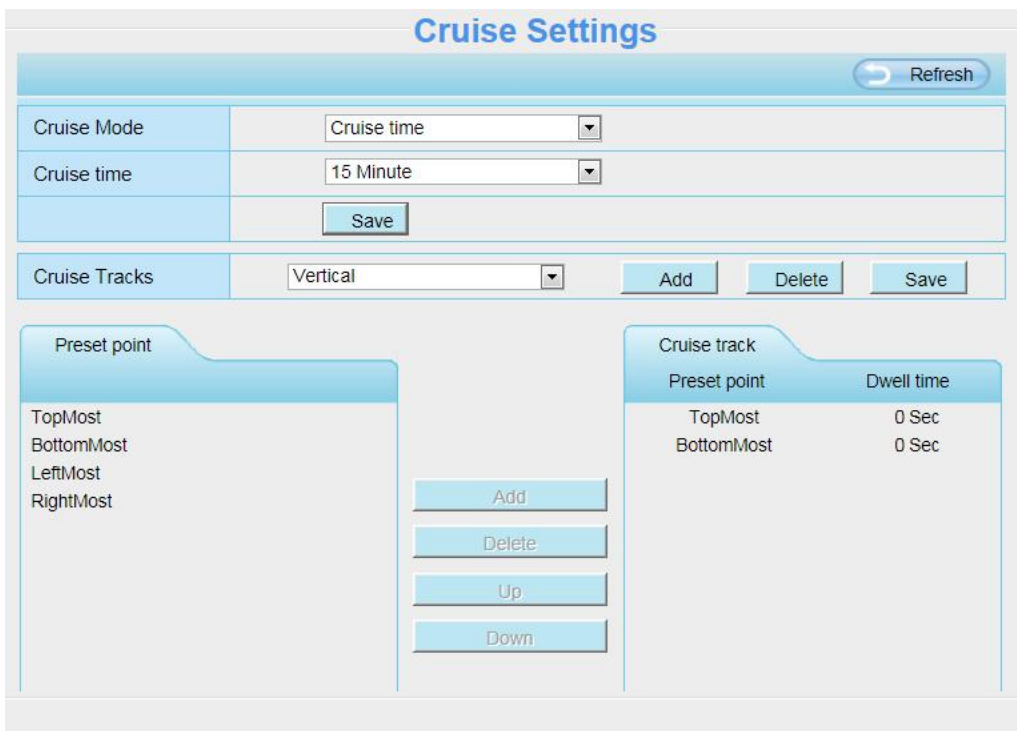 Cruise Settings
Refresh
Cruise Mode Cruise time
Cruise time 15 Minute
Save
Cruise Tracks Vertical Add Delete Save
Preset point
TopMost
BottomMost
LeftMost
RightMost
Add
Delete
Up
Down
Cruise track
Preset point Dwell time
TopMost 0 Sec
BottomMost 0 Sec